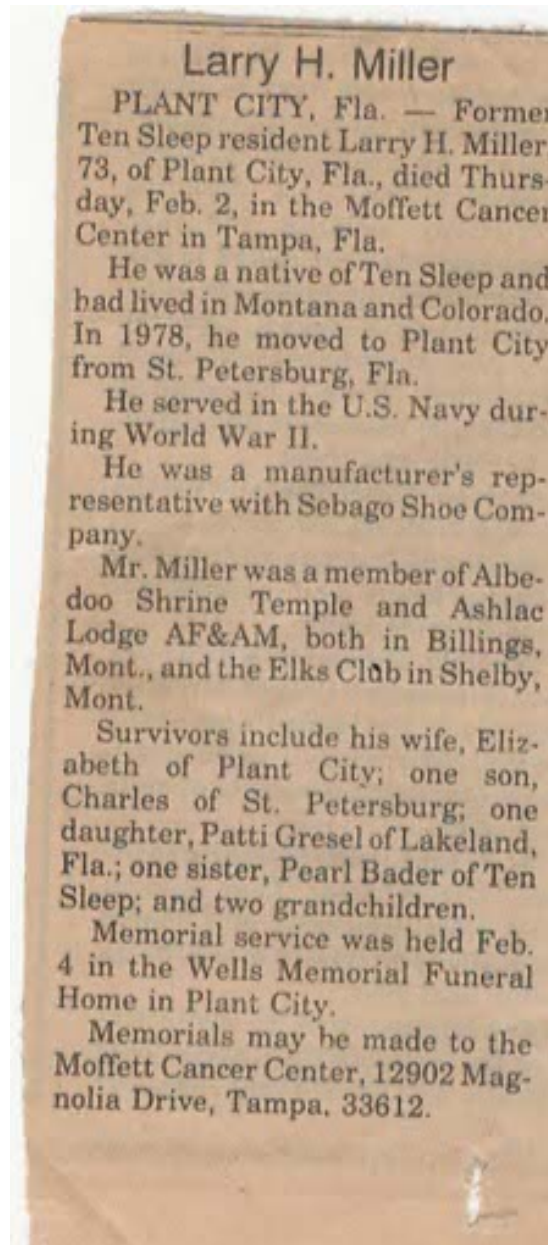 Larry H. Miller
PLANT CITY, Fla. — Former
Ten Sleep resident Larry H. Miller
73, of Plant City, Fla., died Thurs-
day, Feb. 2, in the Moffett Cancer
Center in Tampa, Fla.
He was a native of Ten Sleep and
had lived in Montana and Colorado.
In 1978, he moved to Plant City
from St. Petersburg, Fla.
He served in the U.S. Navy dur-
ing World War II.
He was a manufacturer's rep-
resentative with Sebago Shoe Com-
pany.
Mr. Miller was a member of Albe-
doo Shrine Temple and Ashlac
Lodge AF&AM, both in Billings,
Mont., and the Elks Club in Shelby,
Mont.
Survivors include his wife, Eliz-
abeth of Plant City; one son,
Charles of St. Petersburg; one
daughter, Patti Gresel of Lakeland,
Fla.; one sister, Pearl Bader of Ten
Sleep; and two grandchildren.
Memorial service was held Feb.
4 in the Wells Memorial Funeral
Home in Plant City.
Memorials may be made to the
Moffett Cancer Center, 12902 Mag-
nolia Drive, Tampa, 33612.